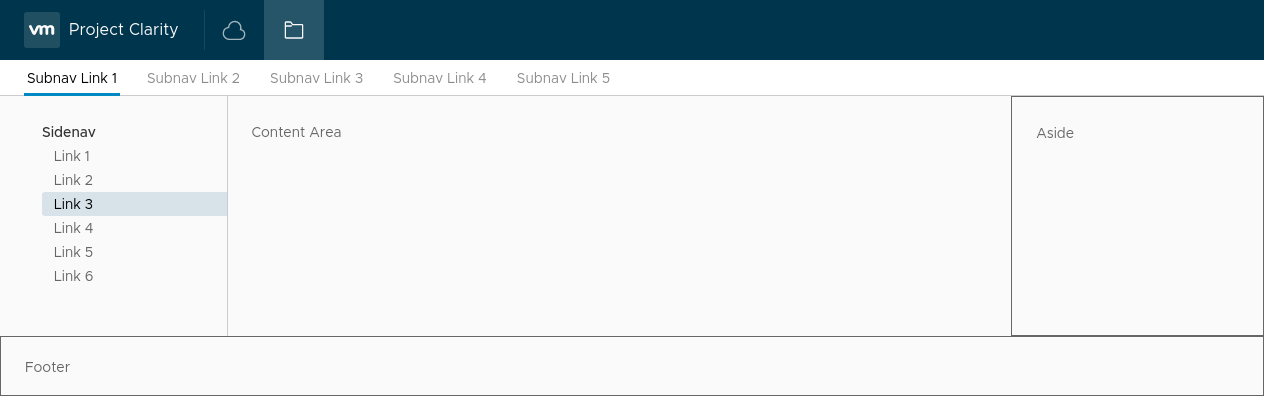 vm Project Clarity
Subnav Link 1 Subnav Link 2 Subnav Link 3 Subnav Link 4 Subnav Link 5
Sidenav
Link 1
Link 2
Link 3
Link 4
Link 5
Link 6
Content Area
Aside
Footer